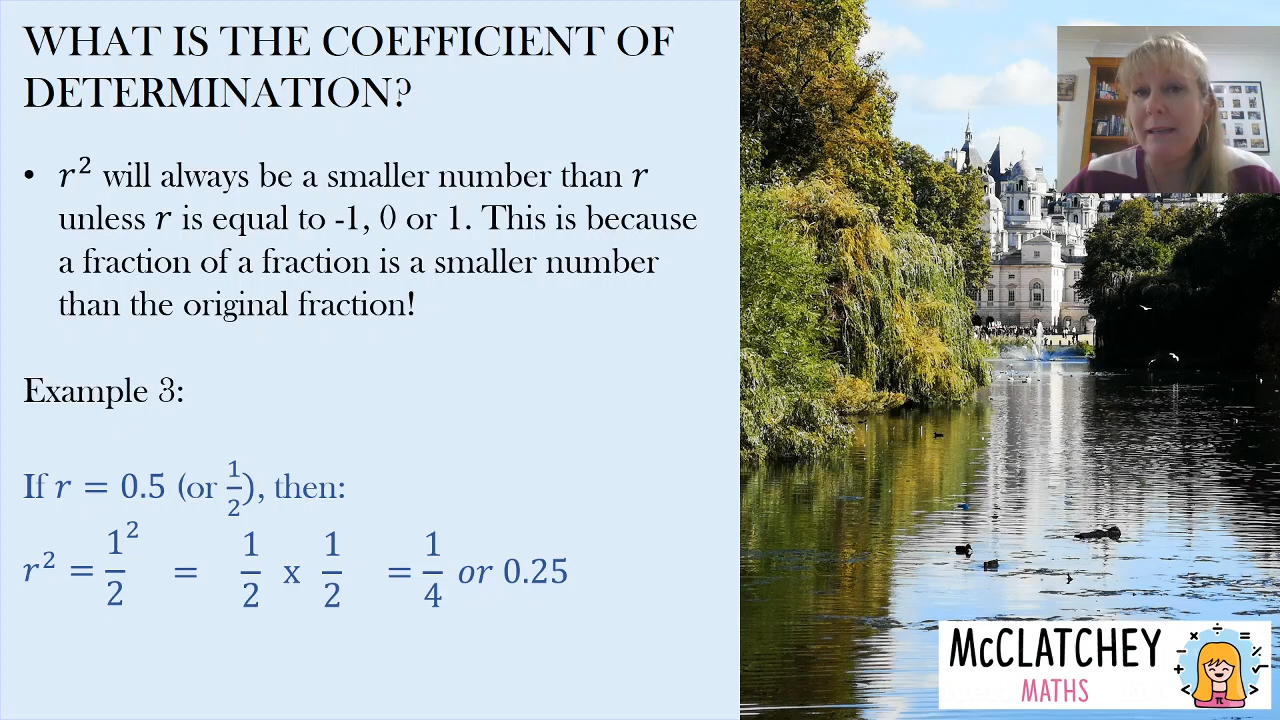 WHAT IS THE COEFFICIENT OF
DETERMINATION?
• r² will always be a smaller number than r
unless r is equal to -1, 0 or 1. This is because
a fraction of a fraction is a smaller number
than the original fraction!
Example 3:
If r = 0.5 (or 1/2), then:
r² = 1²/2 = 1/2 x 1/2 = 1/4 or 0.25
McCLATCHEY
MATHS